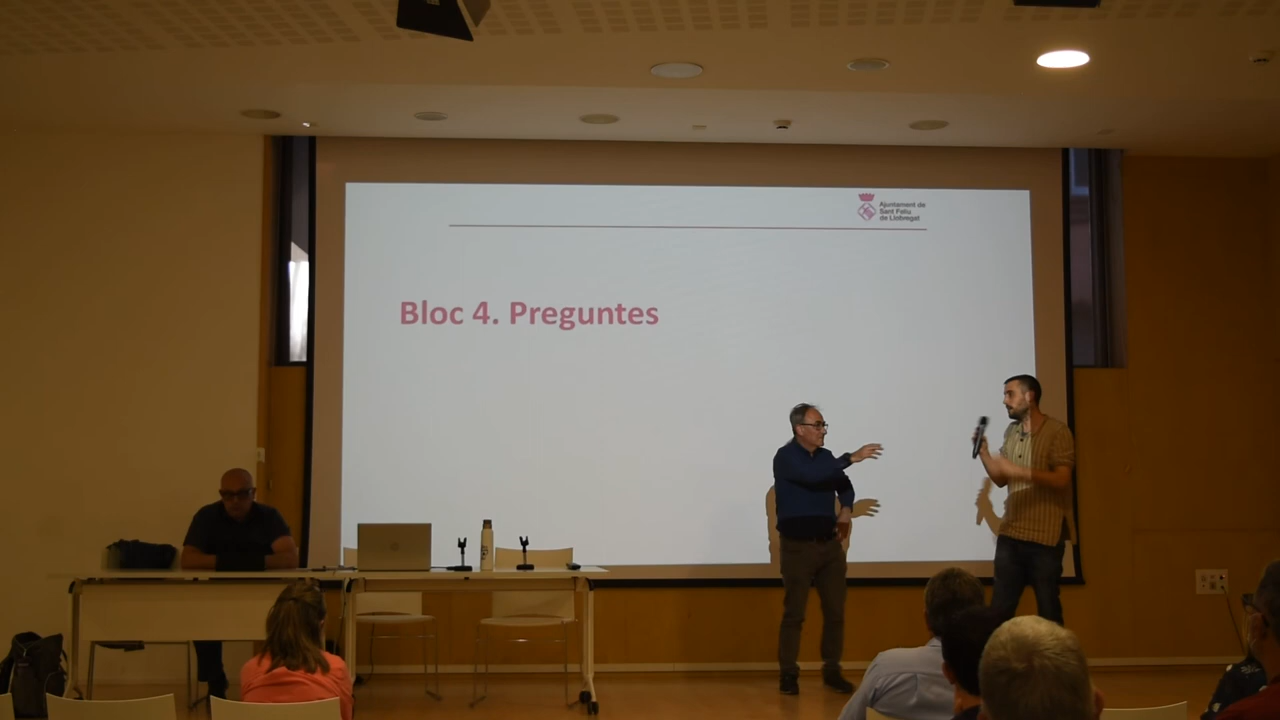 Ajuntament de
Sant Feliu
de Llobregat
Bloc 4. Preguntes